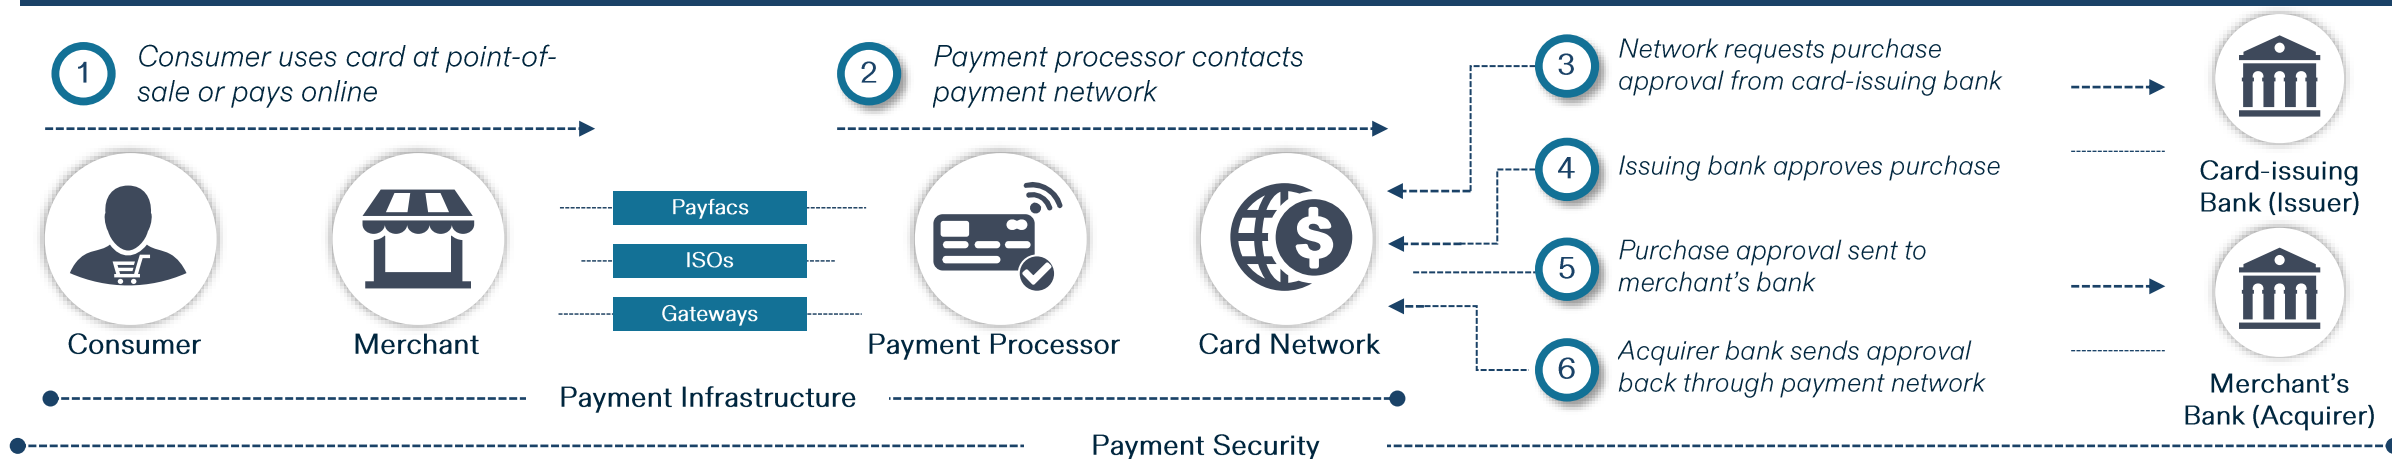 1
Consumer uses card at point-of-
sale or pays online
2
Payment processor contacts
payment network
3
Network requests purchase
approval from card-issuing bank
4
Issuing bank approves purchase
5
Purchase approval sent to
merchant's bank
6
Acquirer bank sends approval
back through payment network
Card-issuing
Bank (Issuer)
Merchant's
Bank (Acquirer)
Payfacs
ISOs
Gateways
Consumer
Merchant
Payment Processor
Card Network
$
Payment Infrastructure
Payment Security